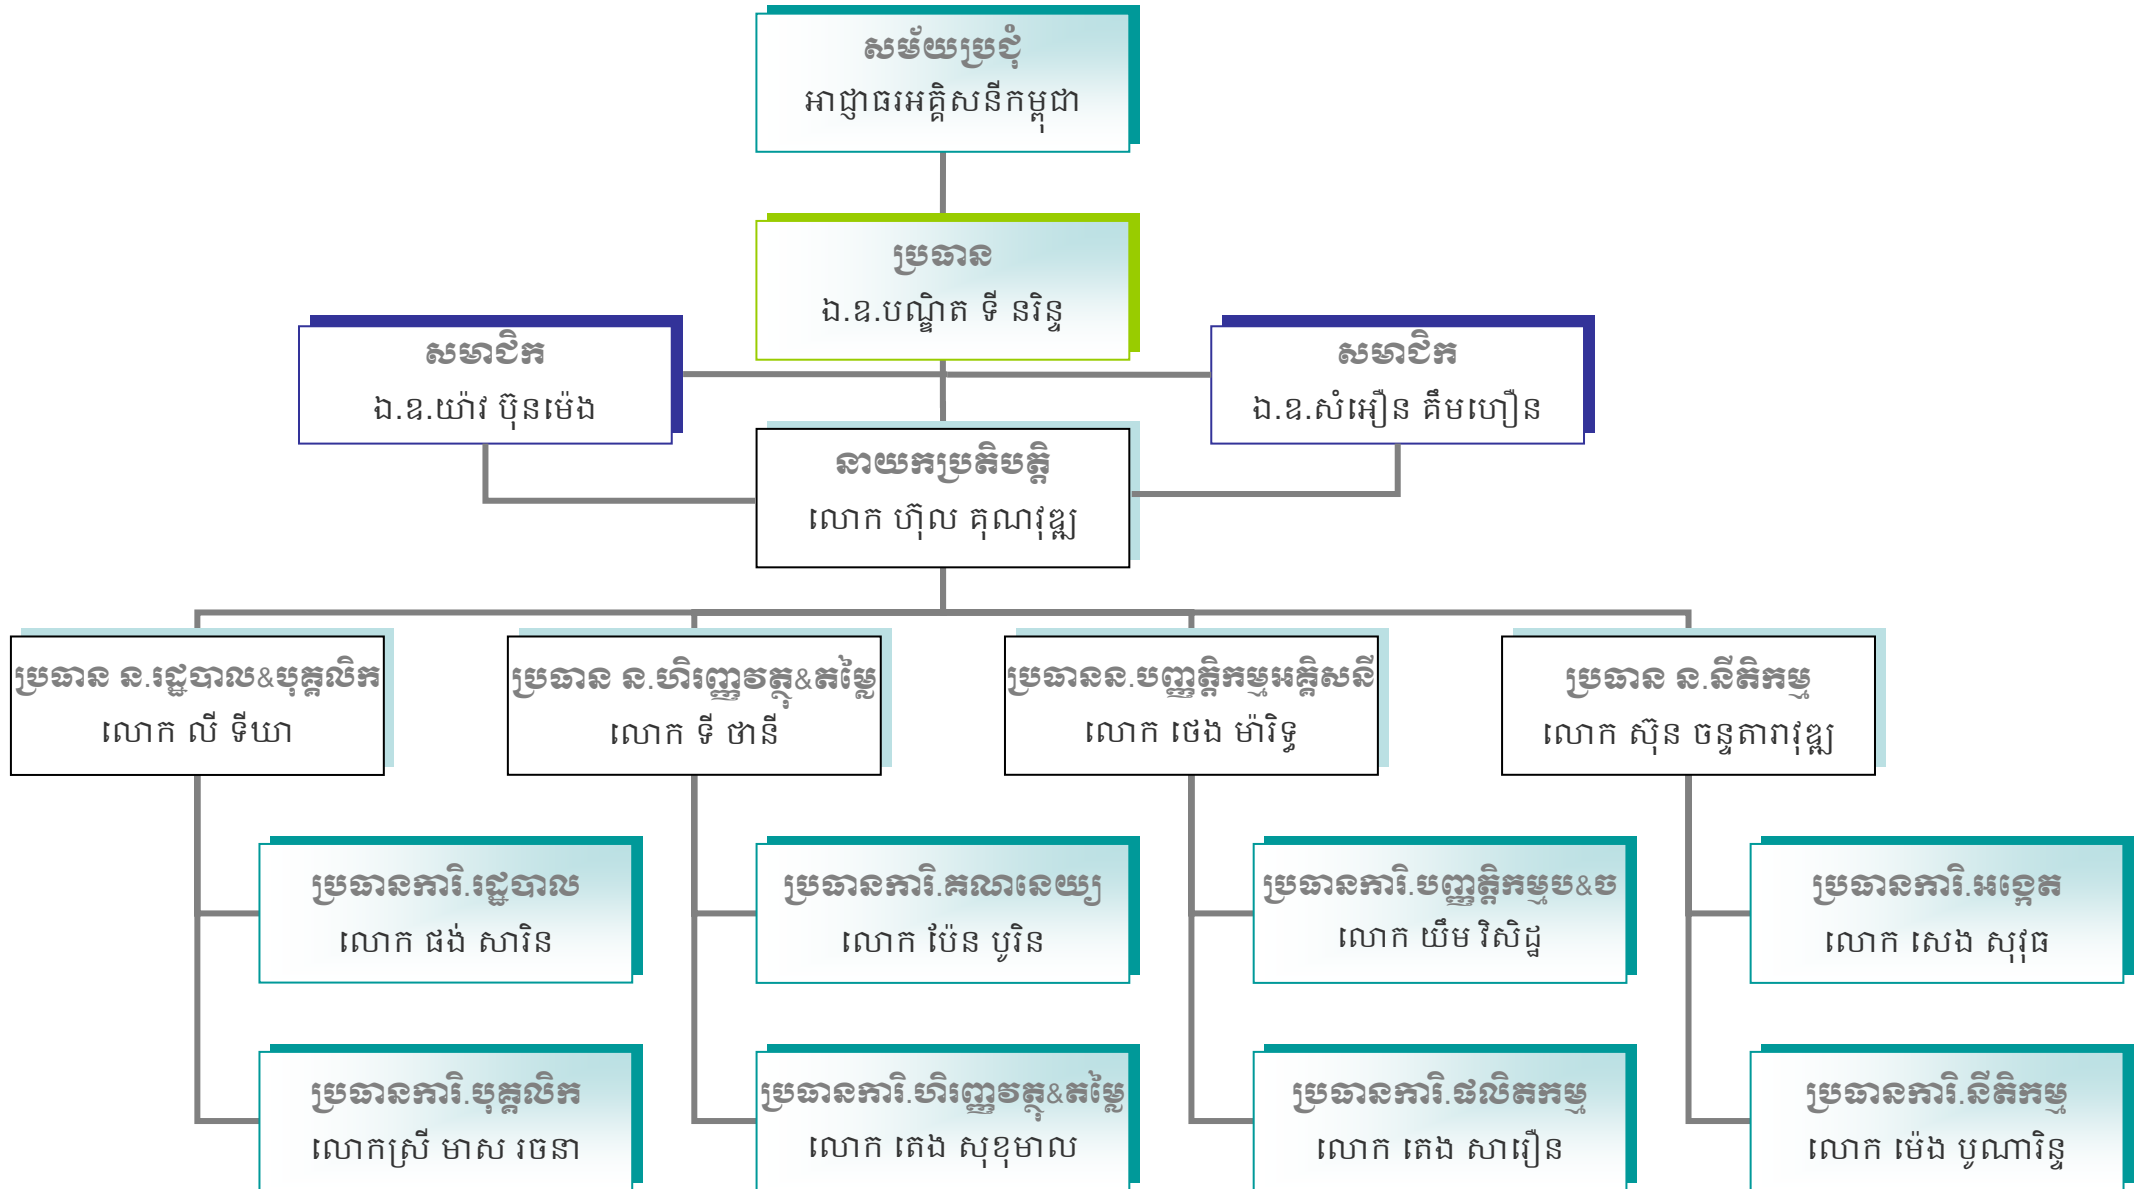 សម័យប្រជុំ
អាជ្ញាធរអគ្គិសនីកម្ពុជា
ប្រធាន
ឯ.ឧ.បណ្ឌិត ទី នរិន្ទ
សមាជិក
ឯ.ឧ.យ៉ាវ ប៊ុនម៉េង
សមាជិក
ឯ.ឧ.សំអឿន គឹមហឿន
នាយកប្រតិបត្តិ
លោក ហ៊ុល គុណវុឌ្ឍ
ប្រធាន ន.រដ្ឋបាល&បុគ្គលិក
លោក លី ទីឃា
ប្រធាន ន.ហិរញ្ញវត្ថុ&តម្លៃ
លោក ទី ថានី
ប្រធានន.បញ្ញត្តិកម្មអគ្គិសនី
លោក ថេង ម៉ារិទ្ធ
ប្រធាន ន.នីតិកម្ម
លោក ស៊ុន ចន្ទតារាវុឌ្ឍ
ប្រធានការិ.រដ្ឋបាល
លោក ផង់ សារិន
ប្រធានការិ.គណនេយ្យ
លោក ប៉ែន បូរិន
ប្រធានការិ.បញ្ញត្តិកម្មប&ច
លោក យឹម វិសិដ្ឋ
ប្រធានការិ.អង្កេត
លោក សេង សុវុធ
ប្រធានការិ.បុគ្គលិក
លោកស្រី មាស រចនា
ប្រធានការិ.ហិរញ្ញវត្ថុ&តម្លៃ
លោក តេង សុខុមាល
ប្រធានការិ.ផលិតកម្ម
លោក តេង សារឿន
ប្រធានការិ.នីតិកម្ម
លោក ម៉េង បូណារិន្ទ